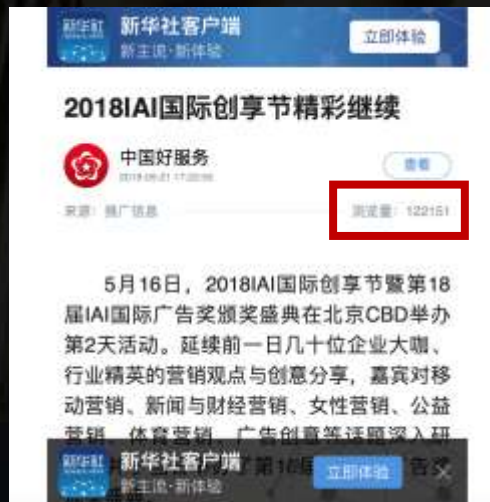 新华社 新华社客户端
新主流·新体验
立即体验
2018IAI国际创享节精彩继续
中国好服务
查看
来源：推广信息
浏览量：122151
5月16日，2018IAI国际创享节暨第18
届IAI国际广告奖颁奖盛典在北京CBD举办
第2天活动。延续前一日几十位企业大咖、
行业精英的营销观点与创意分享，嘉宾对移
动营销、新闻与财经营销、女性营销、公益
营销、体育营销、广告创意等话题深入研
新华社 新华社客户端
新主流·新体验
立即体验